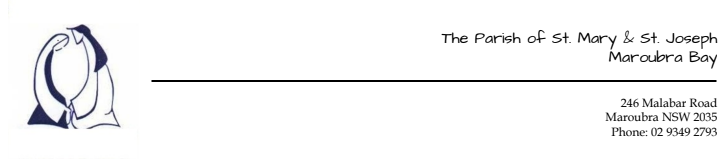 The Parish of St. Mary & St. Joseph
Maroubra Bay
246 Malabar Road
Maroubra NSW 2035
Phone: 02 9349 2793